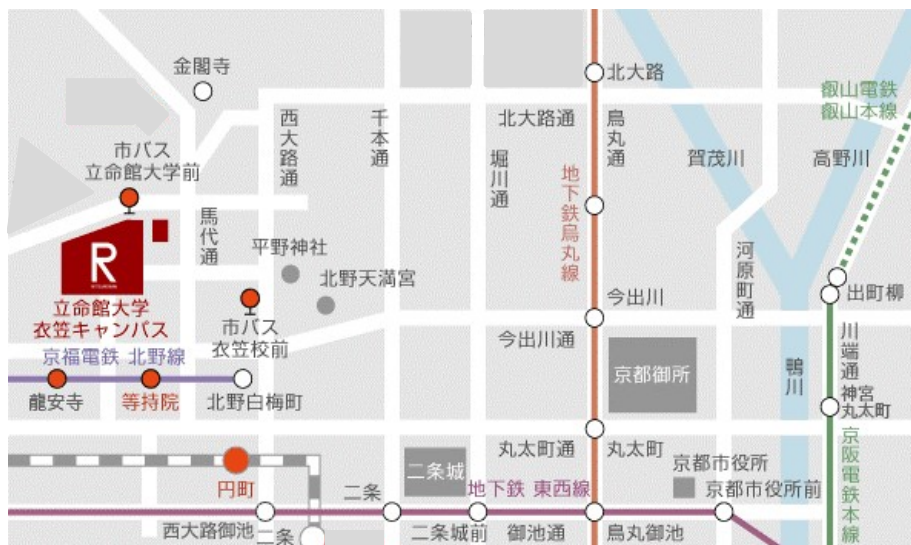 金閣寺
北大路
叡山電鉄
叡山本線
西大路通
千本通
北大路通
烏丸通
堀川通
賀茂川
高野川
市バス
立命館大学前
地下鉄烏丸線
馬代通
平野神社
北野天満宮
河原町通
R
立命館大学
衣笠キャンパス
市バス
衣笠校前
今出川
今出川通
出町柳
川端通
京福電鉄 北野線
龍安寺
等持院
北野白梅町
京都御所
鴨川
神宮
丸太町
丸太町通
丸太町
京阪電鉄本線
円町
二条城
二条
地下鉄 東西線
京都市役所
京都市役所前
西大路御池
二条
二条城前
御池通
烏丸御池